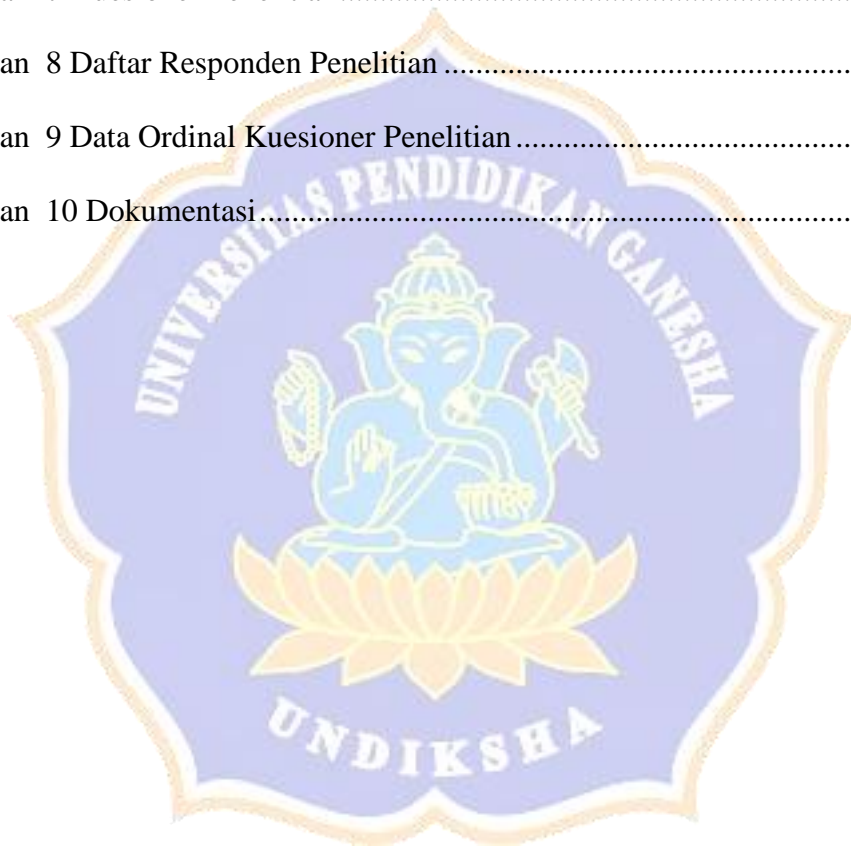 an 8 Daftar Responden Penelitian ......................................................
an 9 Data Ordinal Kuesioner Penelitian ............................................
an 10 Dokumentasi ...............................................................................
UNIVERSITAS PENDIDIKAN GANESHA
UNDIKSHA